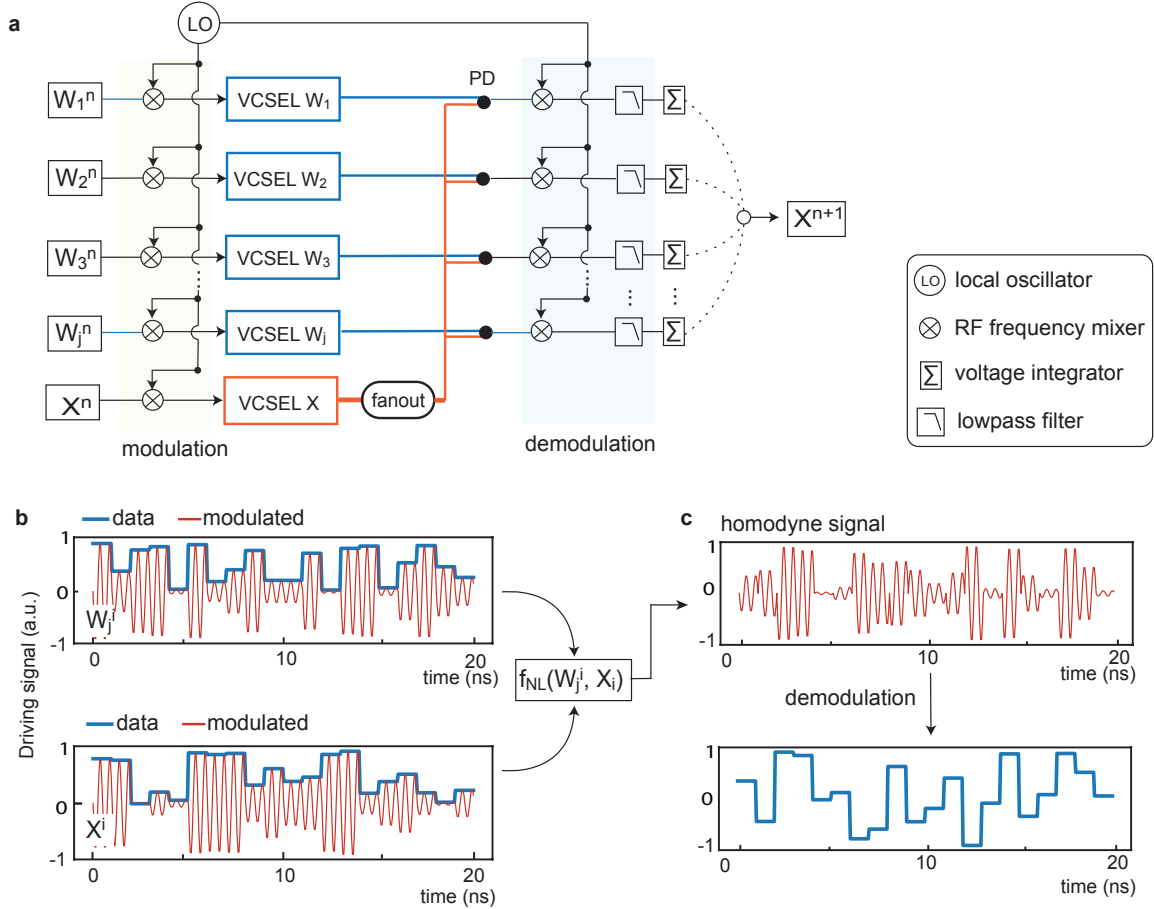 a
LO
PD
W₁ⁿ
VCSEL W₁
Σ
W₂ⁿ
VCSEL W₂
Σ
Xⁿ⁺¹
W₃ⁿ
VCSEL W₃
Σ
Wⱼⁿ
VCSEL Wⱼ
Σ
Xⁿ
VCSEL X
fanout
modulation
demodulation
LO local oscillator
RF frequency mixer
Σ voltage integrator
lowpass filter
b
data
modulated
1
0
-1
Wⱼⁱ
0
10
20
time (ns)
Driving signal (a.u.)
data
modulated
1
0
-1
Xⁱ
0
10
20
time (ns)
f_NL(Wⱼⁱ, Xᵢ)
c
homodyne signal
1
0
-1
0
10
20
time (ns)
demodulation
1
0
-1
0
10
20
time (ns)